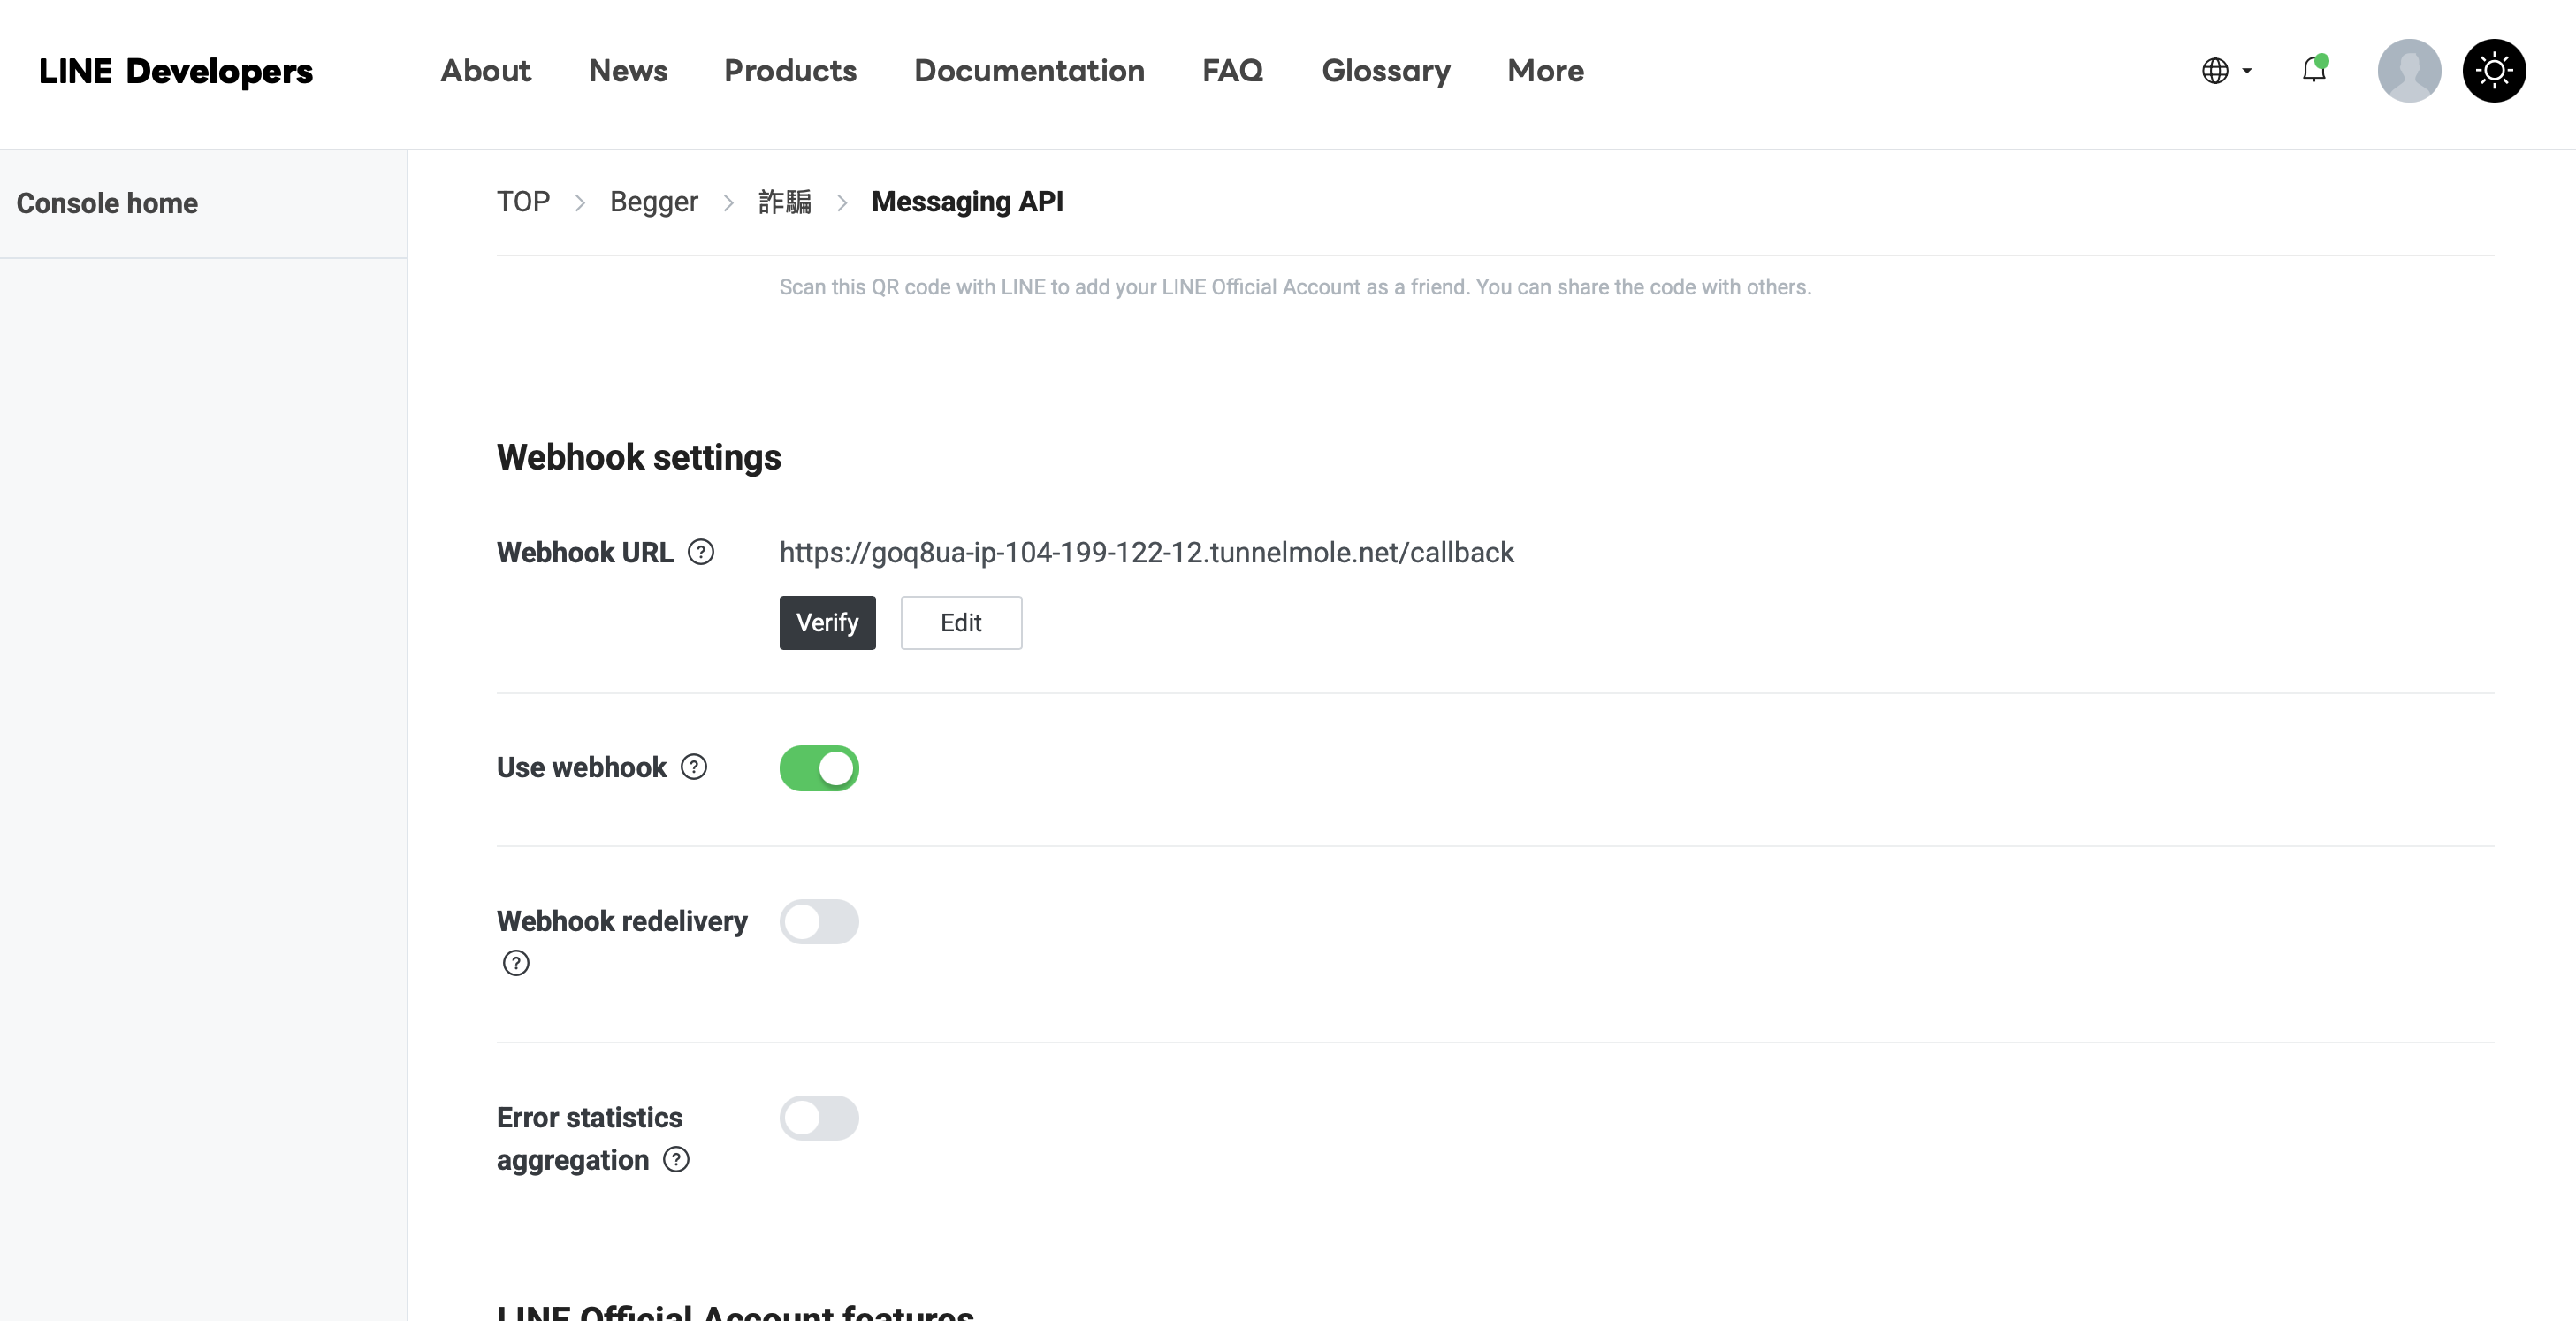 LINE Developers About News Products Documentation FAQ Glossary More
Console home
TOP > Begger > 詐騙 > Messaging API
Scan this QR code with LINE to add your LINE Official Account as a friend. You can share the code with others.
Webhook settings
Webhook URL ? https://goq8ua-ip-104-199-122-12.tunnelmole.net/callback
Verify Edit
Use webhook ?
Webhook redelivery
?
Error statistics
aggregation ?
LINE Official Account features